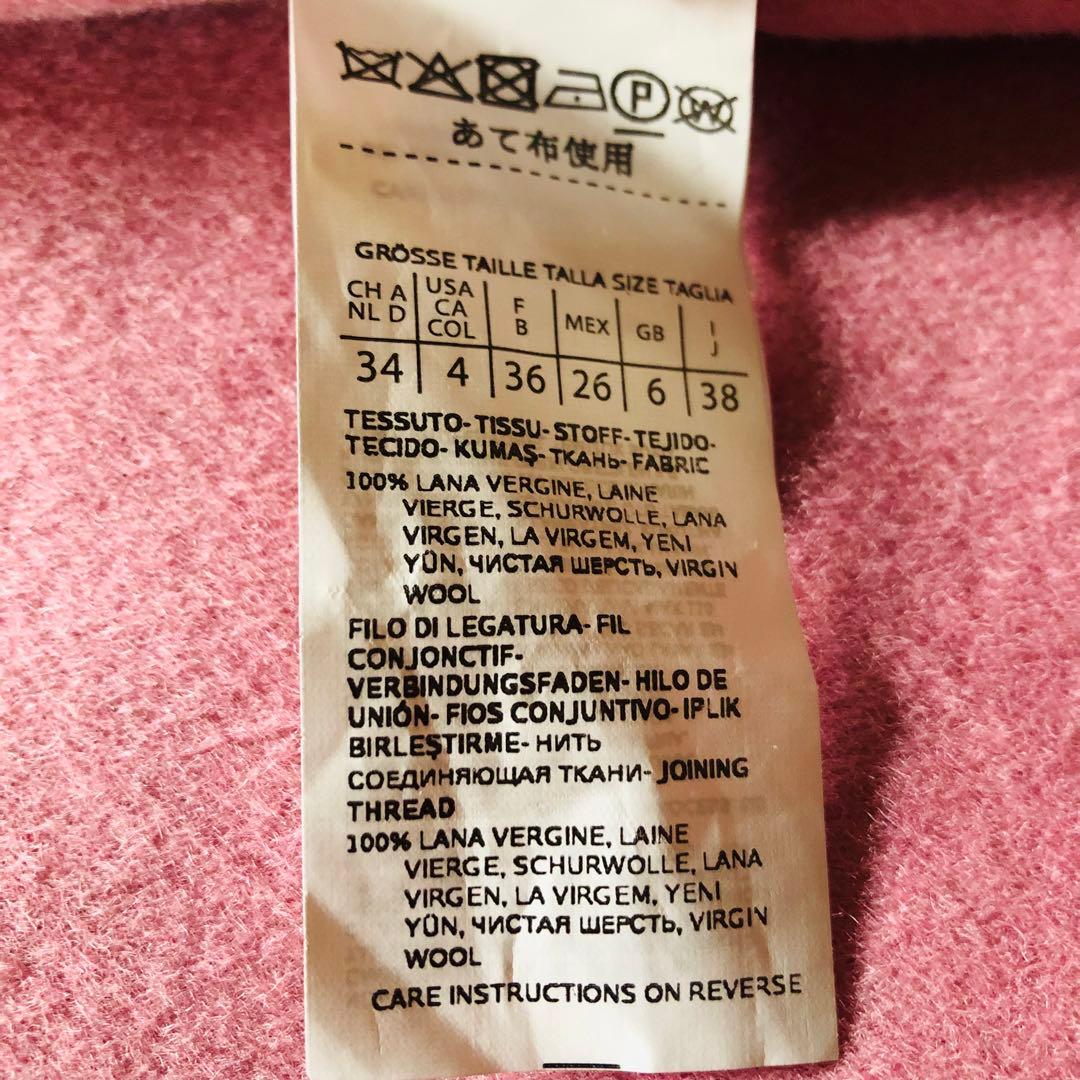 P W
あて布使用
GRÖSSE TAILLE TALLA SIZE TAGLIA
CH A USA F MEX GB I
NL D CA B J
COL
34 4 36 26 6 38
TESSUTO- TISSU- STOFF- TEJIDO-
TECIDO- KUMAŞ- ТКАНЬ- FABRIC
100% LANA VERGINE, LAINE
VIERGE, SCHURWOLLE, LANA
VIRGEN, LA VIRGEM, YENI
YÜN, ЧИСТАЯ ШЕРСТЬ, VIRGIN
WOOL
FILO DI LEGATURA- FIL
CONJONCTIF-
VERBINDUNGSFADEN- HILO DE
UNIÓN- FIOS CONJUNTIVO- IPLIK
BIRLEŞTIRME- НИТЬ
СОЕДИНЯЮЩАЯ ТКАНИ- JOINING
THREAD
100% LANA VERGINE, LAINE
VIERGE, SCHURWOLLE, LANA
VIRGEN, LA VIRGEM, YENI
YÜN, ЧИСТАЯ ШЕРСТЬ, VIRGIN
WOOL
CARE INSTRUCTIONS ON REVERSE